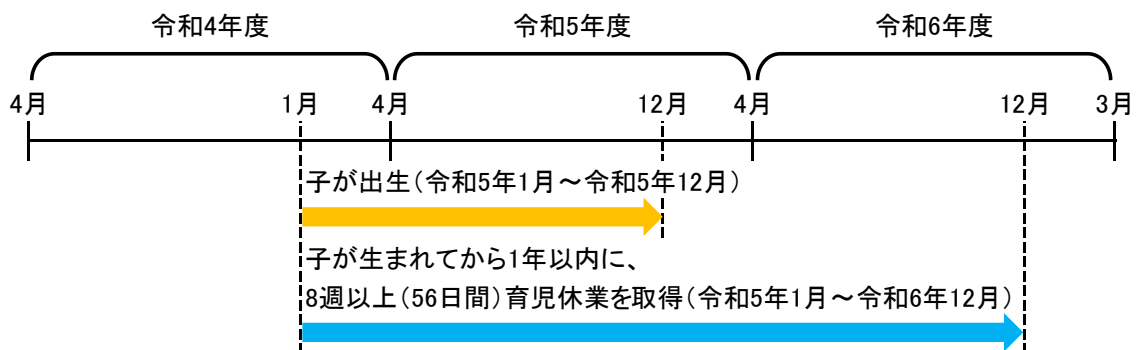 令和4年度 令和5年度 令和6年度
4月 1月 4月 12月 4月 12月 3月
子が出生(令和5年1月～令和5年12月)
子が生まれてから1年以内に、
8週以上(56日間)育児休業を取得(令和5年1月～令和6年12月)